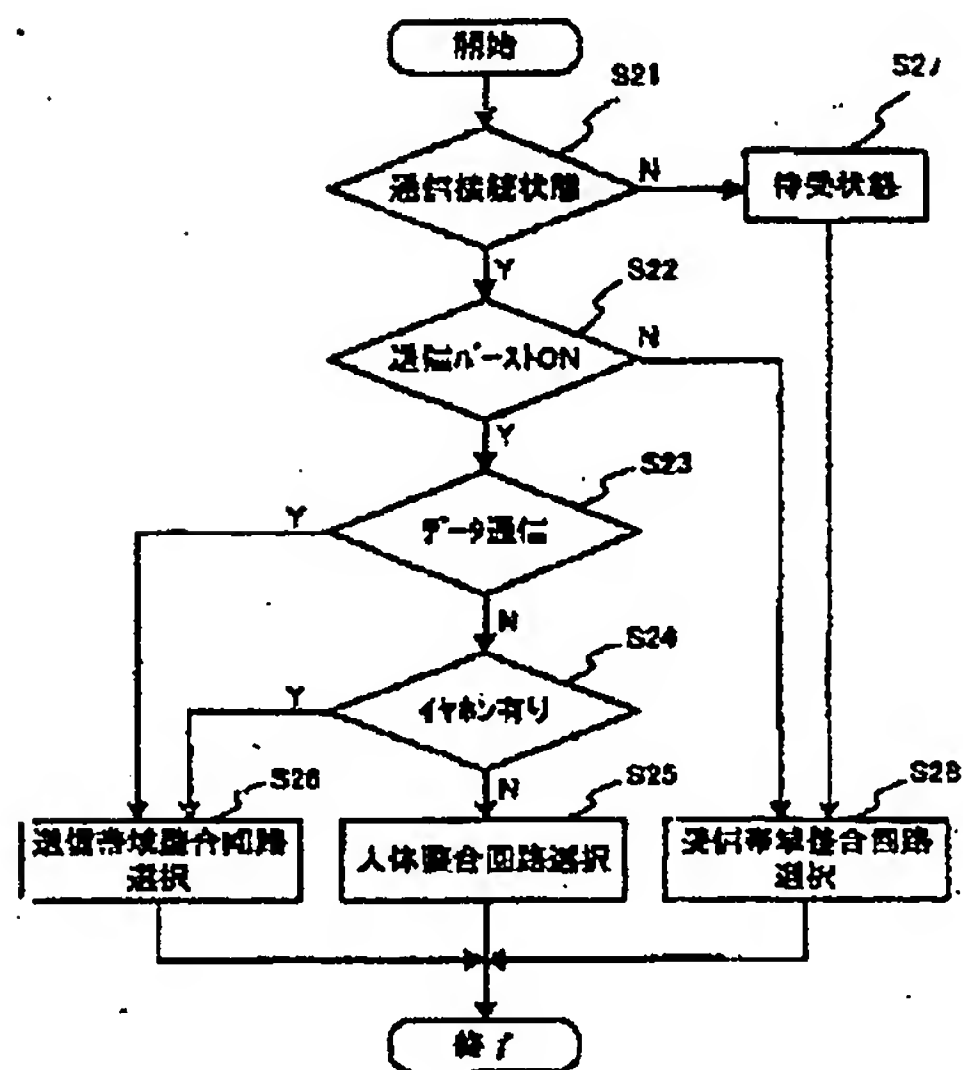 開始
S21
S27
通信接続状態
N
待受状態
Y
S22
送信バーストON
N
Y
S23
Y
データ通信
N
S24
Y
イヤホン有り
S26
N
S25
S28
送信帯域整合回路
選択
人体整合回路選択
受信帯域整合回路
選択
終了